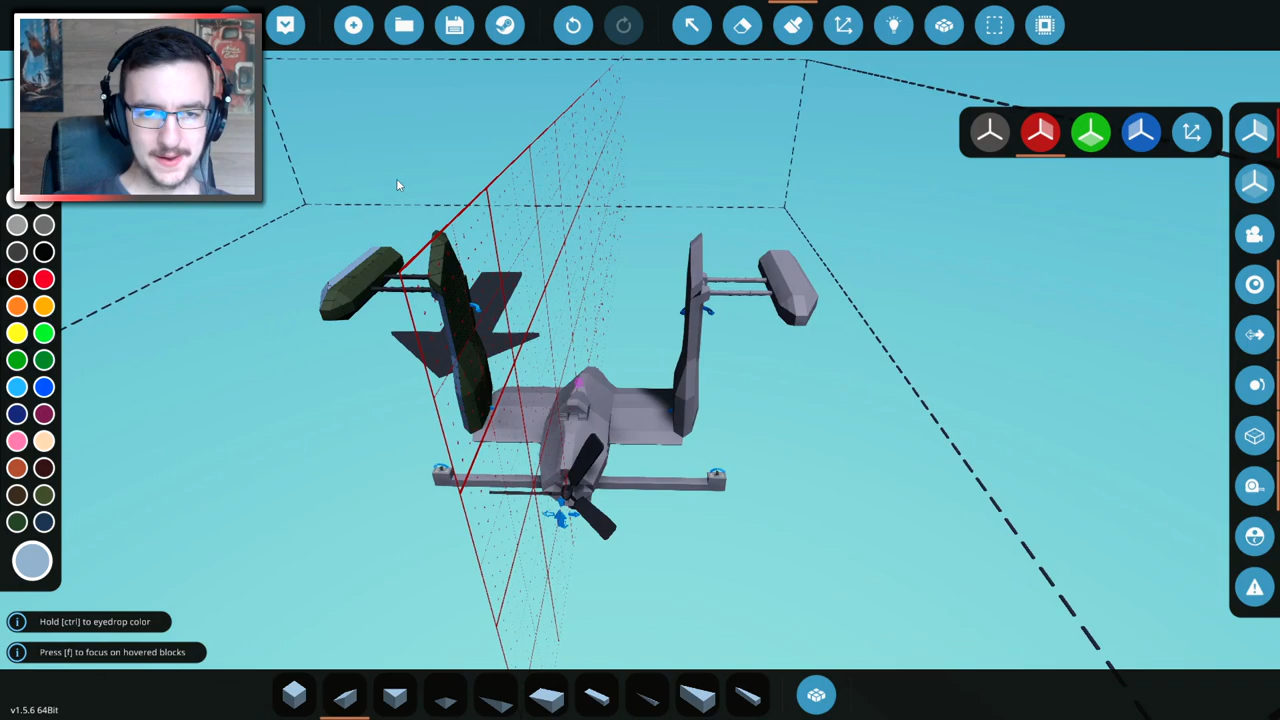 Hold [ctrl] to eyedrop color
Press [f] to focus on hovered blocks
v1.5.6 64Bit